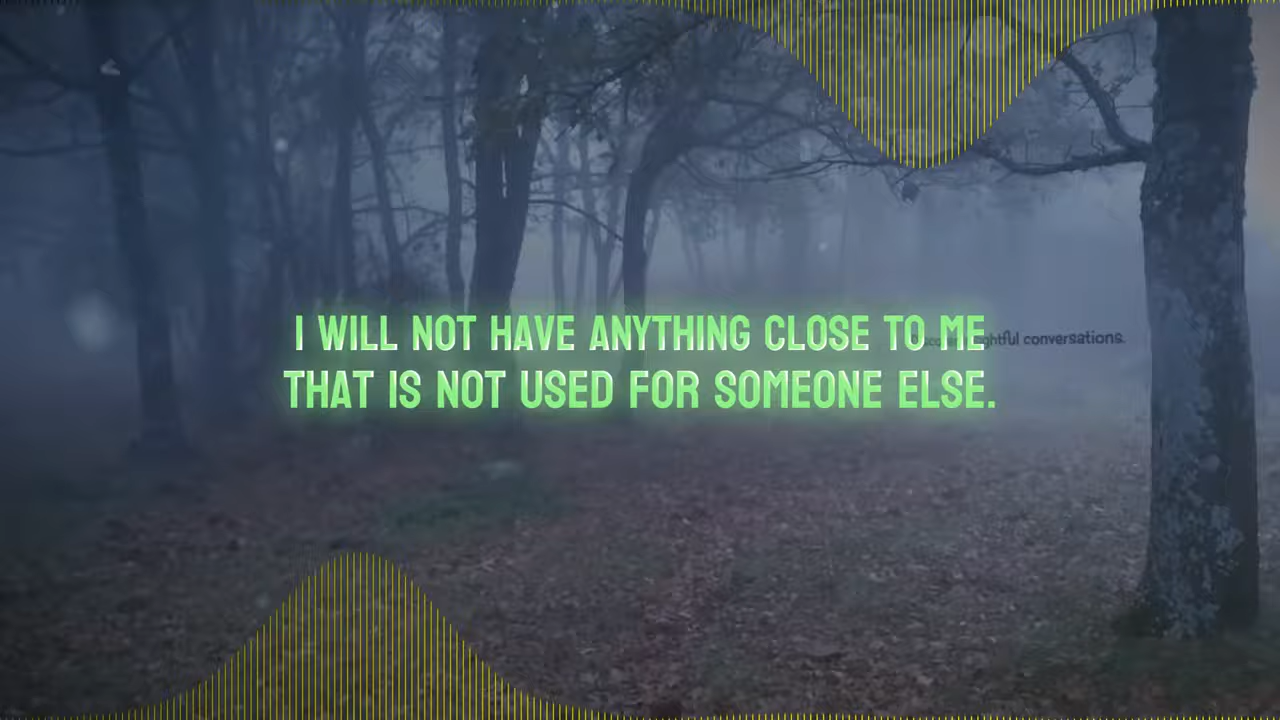 I WILL NOT HAVE ANYTHING CLOSE TO ME
THAT IS NOT USED FOR SOMEONE ELSE.
conversations.